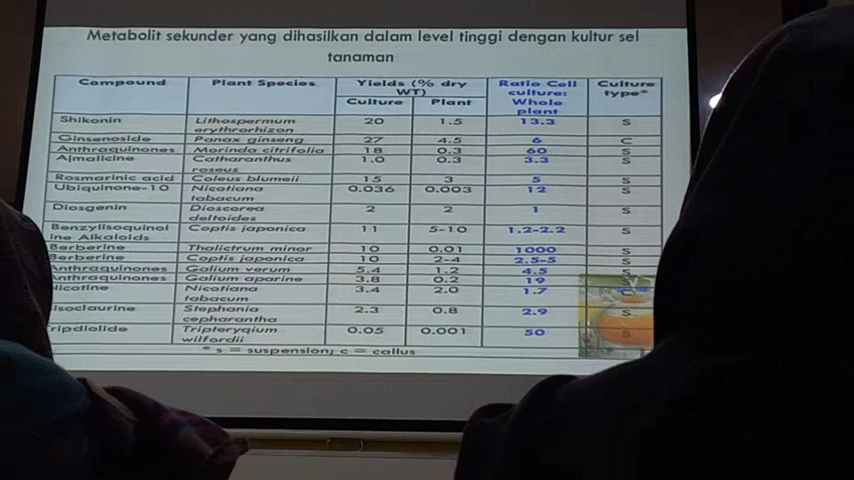 Metabolit sekunder yang dihasilkan dalam level tinggi dengan kultur sel
tanaman
Compound Plant Species Yields (% dry WT) Ratio Cell culture: Whole plant Culture type*
Culture Plant
Shikonin Lithospermum erythrorhizon 20 1.5 13.3 S
Ginsenoside Panax ginseng 27 4.5 6 C
Anthraquinones Morinda citrifolia 18 0.3 60 S
Ajmalicine Catharanthus roseus 1.0 0.3 3.3 S
Rosmarinic acid Coleus blumeii 15 3 5 S
Ubiquinone-10 Nicotiana tabacum 0.036 0.003 12 S
Diosgenin Dioscorea deltoides 2 2 1 S
Benzylisoquinoline Alkaloids Coptis japonica 11 5-10 1.2-2.2 S
Berberine Thalictrum minor 10 0.01 1000 S
Berberine Coptis japonica 10 2-4 2.5-5 S
Anthraquinones Galium verum 5.4 1.2 4.5 S
Anthraquinones Galium aparine 3.8 0.2 19 S
Nicotine Nicotiana tabacum 3.4 2.0 1.7 C
isoclaurine Stephania cepharantha 2.3 0.8 2.9 S
Tripdiolide Tripterygium wilfordii 0.05 0.001 50 S
* s = suspension; c = callus